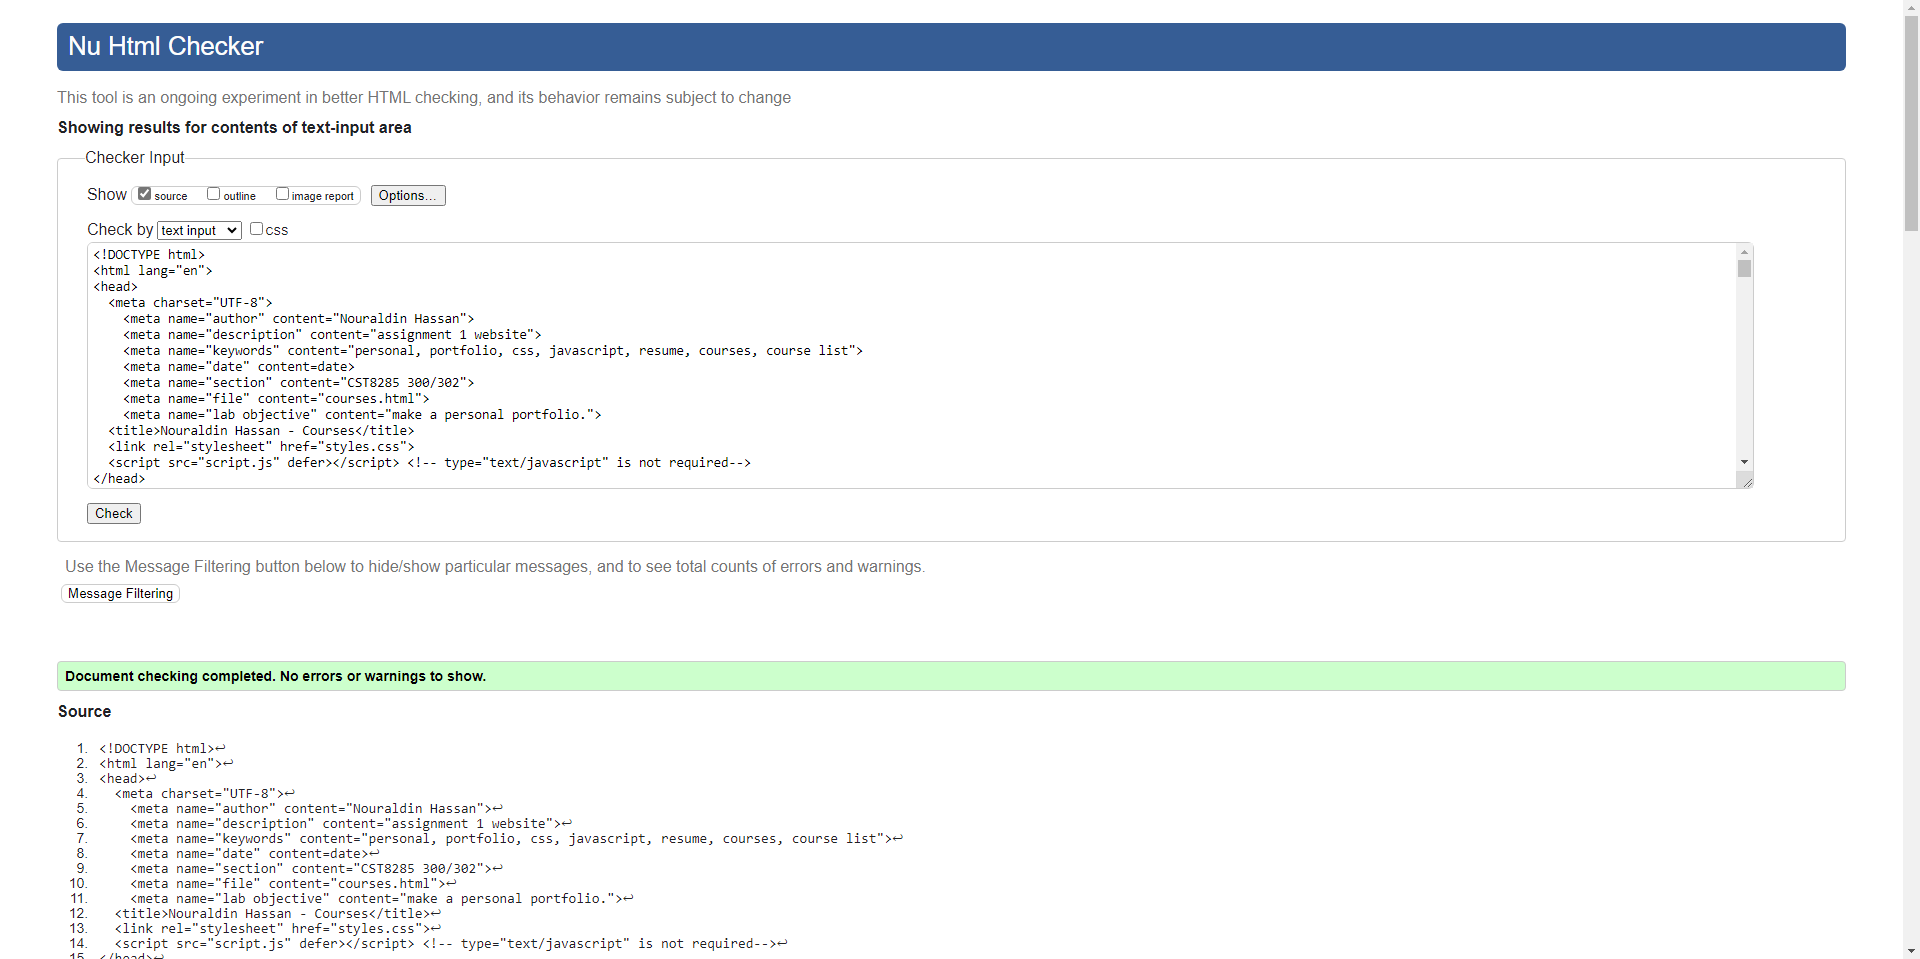 Nu Html Checker
This tool is an ongoing experiment in better HTML checking, and its behavior remains subject to change
Showing results for contents of text-input area
Checker Input
Show source outline image report Options...
Check by text input css
<!DOCTYPE html>
<html lang="en">
<head>
  <meta charset="UTF-8">
    <meta name="author" content="Nouraldin Hassan">
    <meta name="description" content="assignment 1 website">
    <meta name="keywords" content="personal, portfolio, css, javascript, resume, courses, course list">
    <meta name="date" content=date>
    <meta name="section" content="CST8285 300/302">
    <meta name="file" content="courses.html">
    <meta name="lab objective" content="make a personal portfolio.">
  <title>Nouraldin Hassan - Courses</title>
  <link rel="stylesheet" href="styles.css">
  <script src="script.js" defer></script> <!-- type="text/javascript" is not required-->
</head>
Check
Use the Message Filtering button below to hide/show particular messages, and to see total counts of errors and warnings.
Message Filtering
Document checking completed. No errors or warnings to show.
Source
1. <!DOCTYPE html>↩
2. <html lang="en">↩
3. <head>↩
4.   <meta charset="UTF-8">↩
5.     <meta name="author" content="Nouraldin Hassan">↩
6.     <meta name="description" content="assignment 1 website">↩
7.     <meta name="keywords" content="personal, portfolio, css, javascript, resume, courses, course list">↩
8.     <meta name="date" content=date>↩
9.     <meta name="section" content="CST8285 300/302">↩
10.     <meta name="file" content="courses.html">↩
11.     <meta name="lab objective" content="make a personal portfolio.">↩
12.   <title>Nouraldin Hassan - Courses</title>↩
13.   <link rel="stylesheet" href="styles.css">↩
14.   <script src="script.js" defer></script> <!-- type="text/javascript" is not required-->↩
15. </head>↩